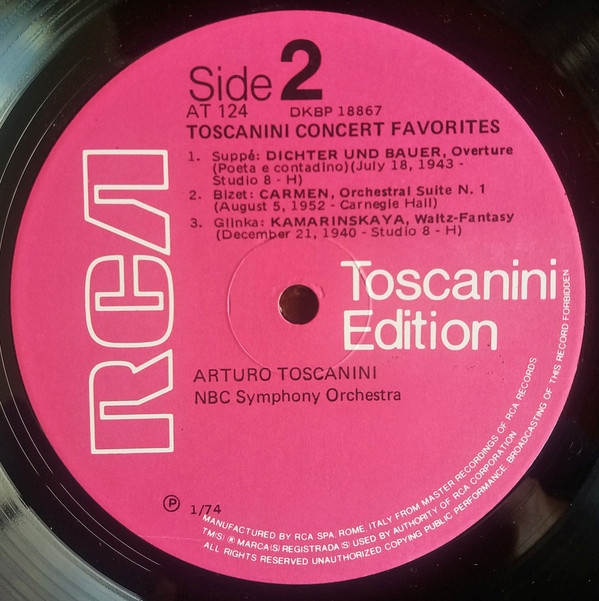 Side 2
AT 124 DKBP 18867
TOSCANINI CONCERT FAVORITES
1. Suppé: DICHTER UND BAUER, Overture
(Poeta e contadino)(July 18, 1943 -
Studio 8 - H)
2. Bizet: CARMEN, Orchestral Suite N. 1
(August 5, 1952 - Carnegie Hall)
3. Glinka: KAMARINSKAYA, Waltz-Fantasy
(December 21, 1940 - Studio 8 - H)
RCA
Toscanini
Edition
ARTURO TOSCANINI
NBC Symphony Orchestra
℗ 1/74
MANUFACTURED BY RCA SPA, ROME, ITALY FROM MASTER RECORDINGS OF RCA RECORDS
TM(S) ® MARCA(S) REGISTRADA(S) USED BY AUTHORITY OF RCA CORPORATION
ALL RIGHTS RESERVED UNAUTHORIZED COPYING PUBLIC PERFORMANCE BROADCASTING OF THIS RECORD FORBIDDEN